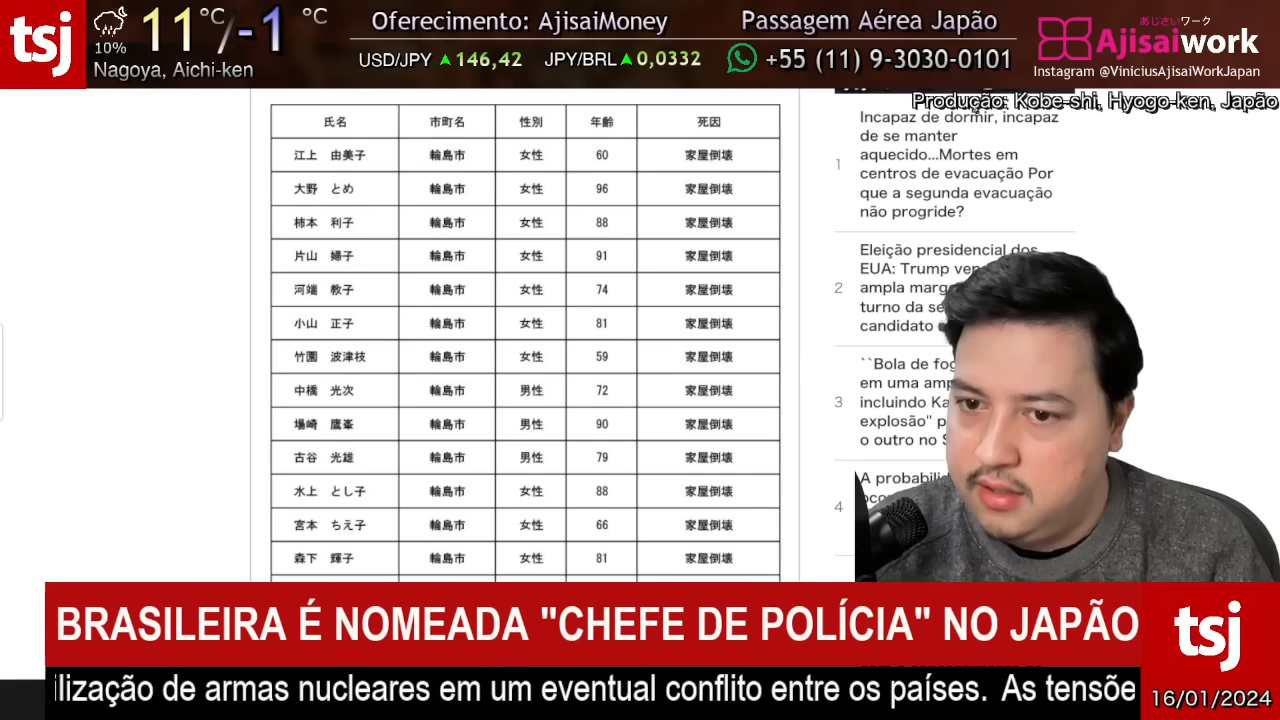 tsj
10%
11°C/-1 °C
Nagoya, Aichi-ken
Oferecimento: AjisaiMoney
USD/JPY ▲ 146,42 JPY/BRL ▲ 0,0332
Passagem Aérea Japão
+55 (11) 9-3030-0101
あじさいワーク
Ajisaiwork
Instagram @ViniciusAjisaiWorkJapan
Produção: Kobe-shi, Hyogo-ken, Japão
氏名 市町名 性別 年齢 死因
江上 由美子 輪島市 女性 60 家屋倒壊
大野 とめ 輪島市 女性 96 家屋倒壊
柿本 利子 輪島市 女性 88 家屋倒壊
片山 婦子 輪島市 女性 91 家屋倒壊
河端 教子 輪島市 女性 74 家屋倒壊
小山 正子 輪島市 女性 81 家屋倒壊
竹園 波津枝 輪島市 女性 59 家屋倒壊
中橋 光次 輪島市 男性 72 家屋倒壊
場崎 鷹峯 輪島市 男性 90 家屋倒壊
古谷 光雄 輪島市 男性 79 家屋倒壊
水上 とし子 輪島市 女性 88 家屋倒壊
宮本 ちえ子 輪島市 女性 66 家屋倒壊
森下 輝子 輪島市 女性 81 家屋倒壊
1
Incapaz de dormir, incapaz
de se manter
aquecido...Mortes em
centros de evacuação Por
que a segunda evacuação
não progride?
2
Eleição presidencial dos
EUA: Trump ven
ampla marg
turno da se
candidato
3
``Bola de fog
em uma amp
incluindo Ka
explosão" p
o outro no S
4
A probabilid
BRASILEIRA É NOMEADA "CHEFE DE POLÍCIA" NO JAPÃO
ilização de armas nucleares em um eventual conflito entre os países. As tensõe
tsj
16/01/2024